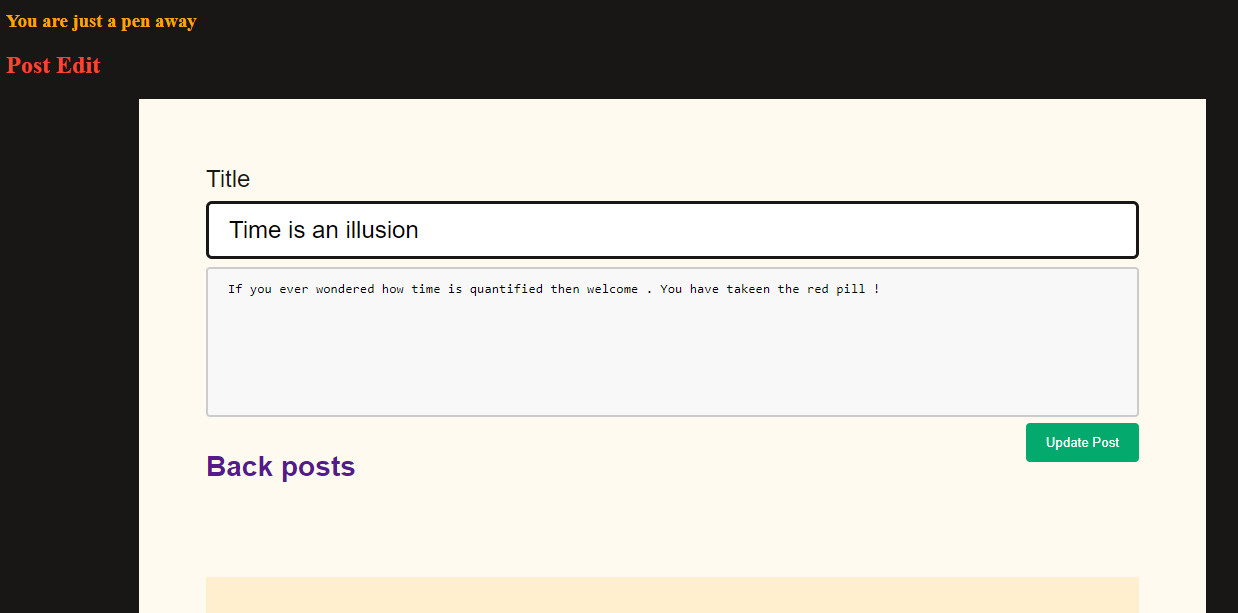 You are just a pen away
Post Edit
Title
Time is an illusion
If you ever wondered how time is quantified then welcome . You have takeen the red pill !
Update Post
Back posts